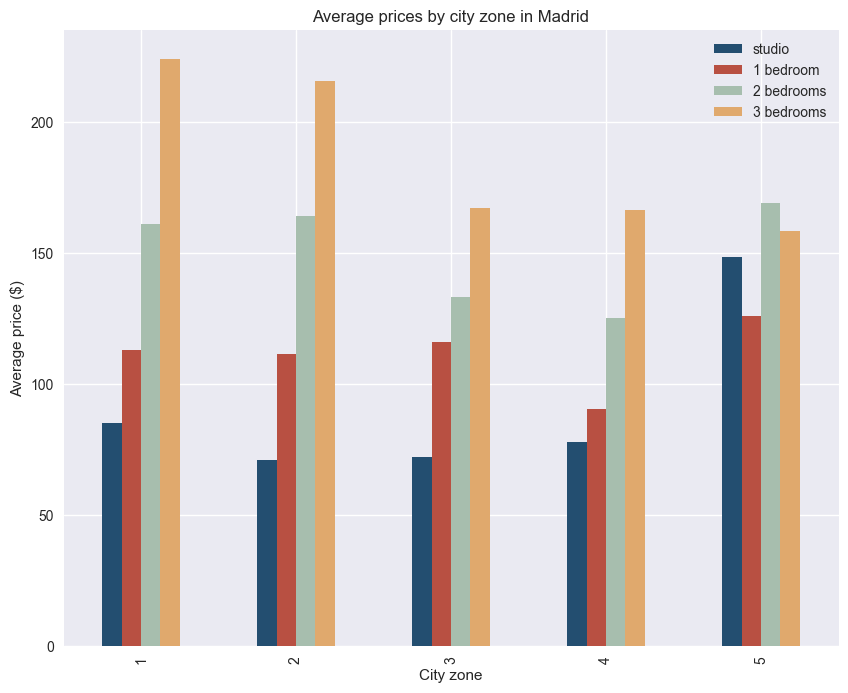 Average prices by city zone in Madrid
studio
1 bedroom
2 bedrooms
3 bedrooms
Average price ($)
200
150
100
50
0
1
2
3
4
5
City zone